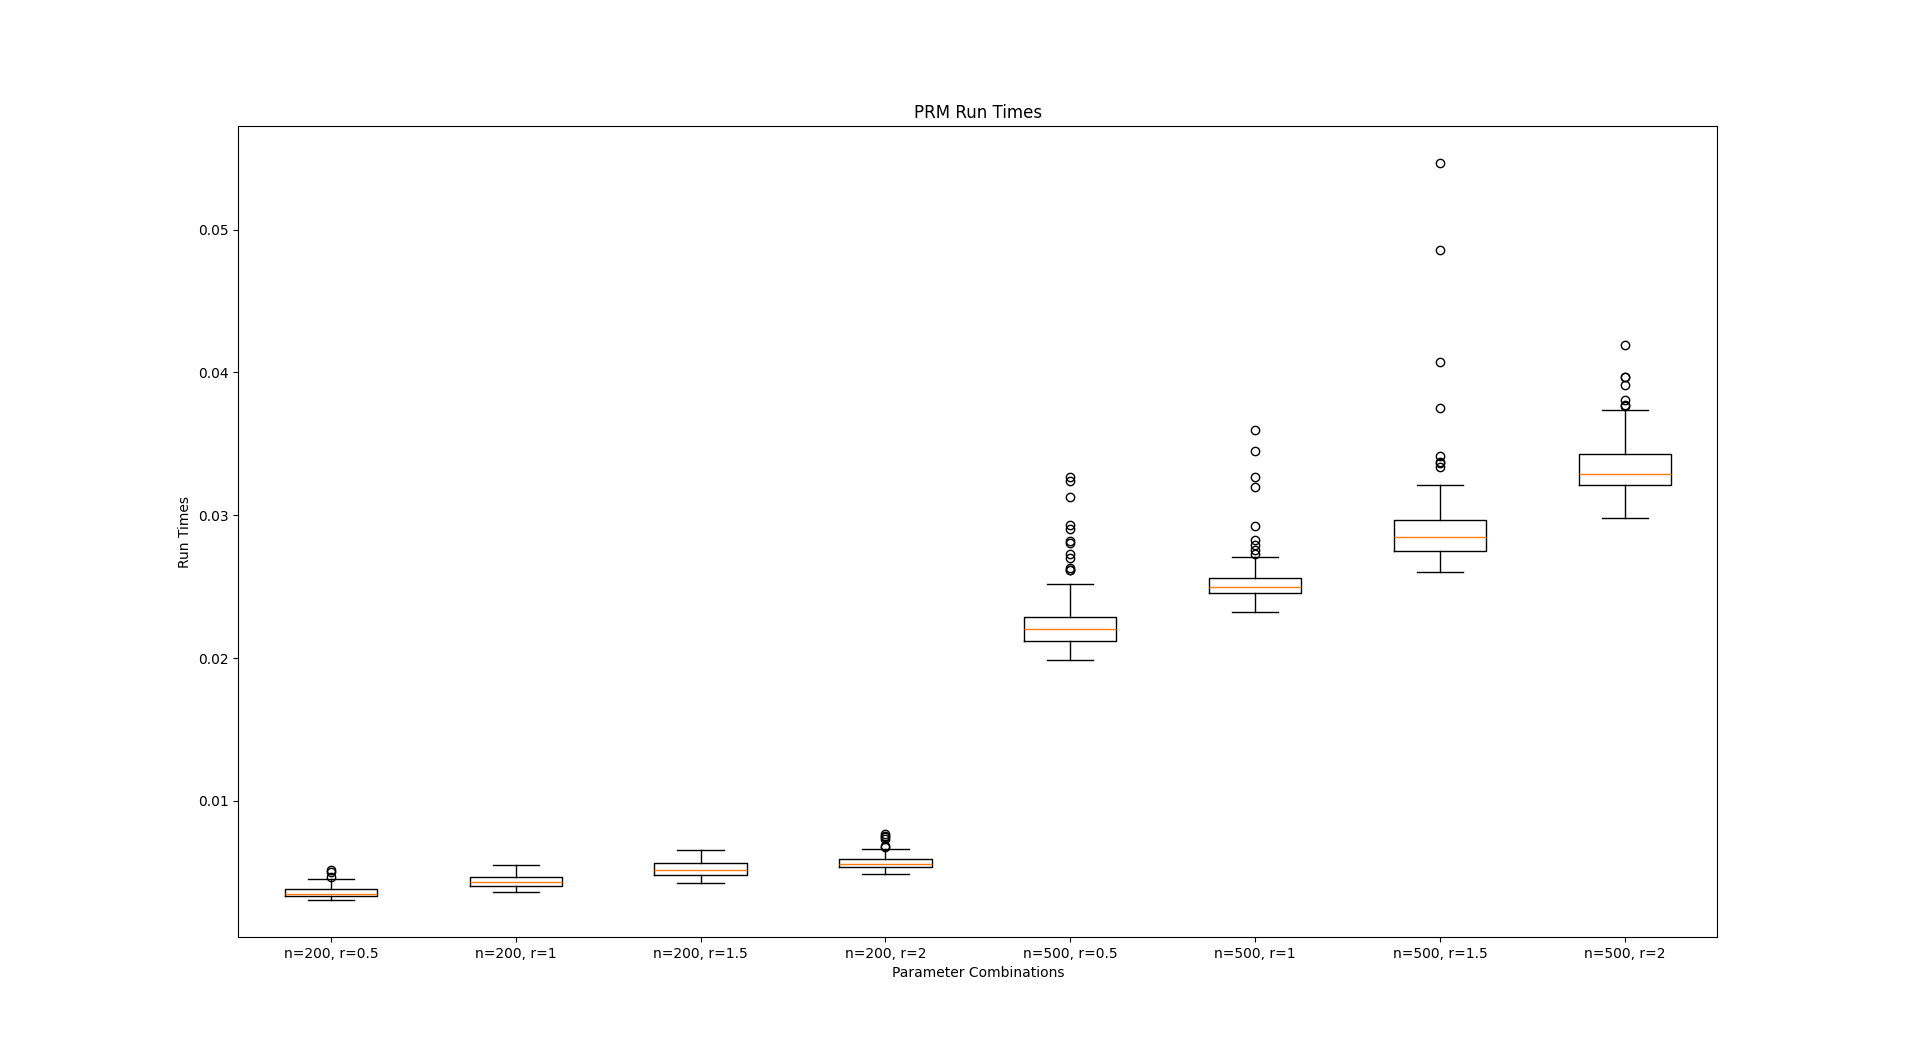 PRM Run Times
0.05
0.04
0.03
0.02
0.01
Run Times
n=200, r=0.5 n=200, r=1 n=200, r=1.5 n=200, r=2 n=500, r=0.5 n=500, r=1 n=500, r=1.5 n=500, r=2
Parameter Combinations